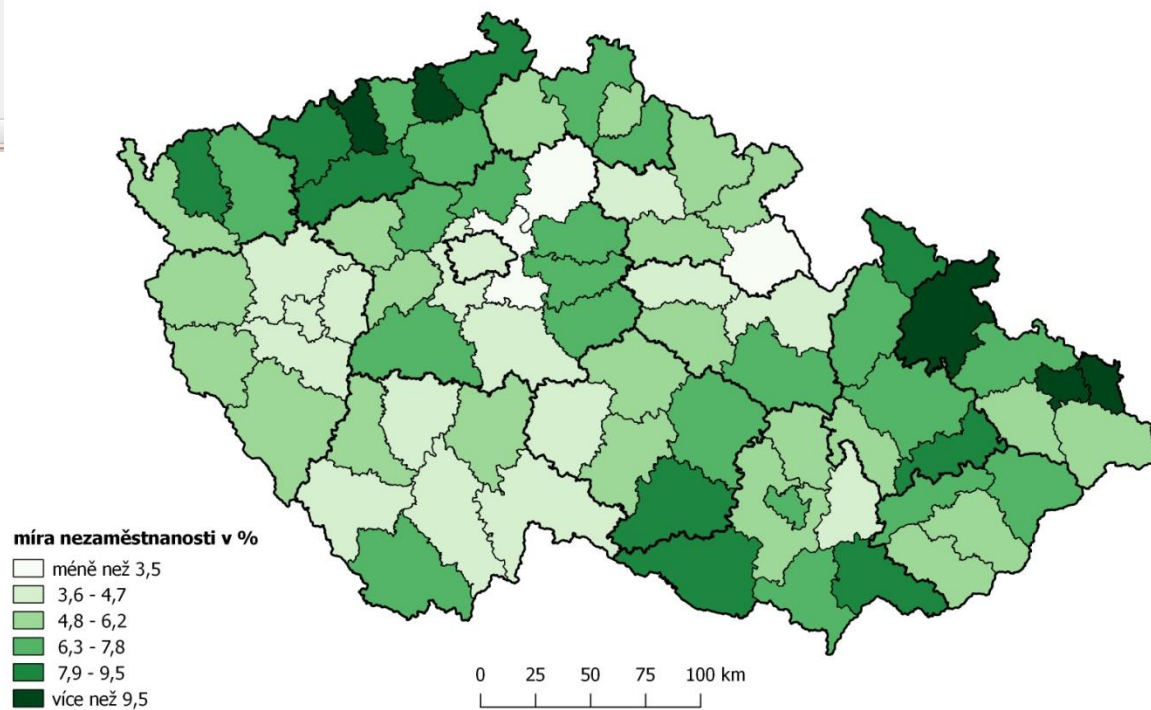 míra nezaměstnanosti v %
méně než 3,5
3,6 - 4,7
4,8 - 6,2
6,3 - 7,8
7,9 - 9,5
více než 9,5
0 25 50 75 100 km